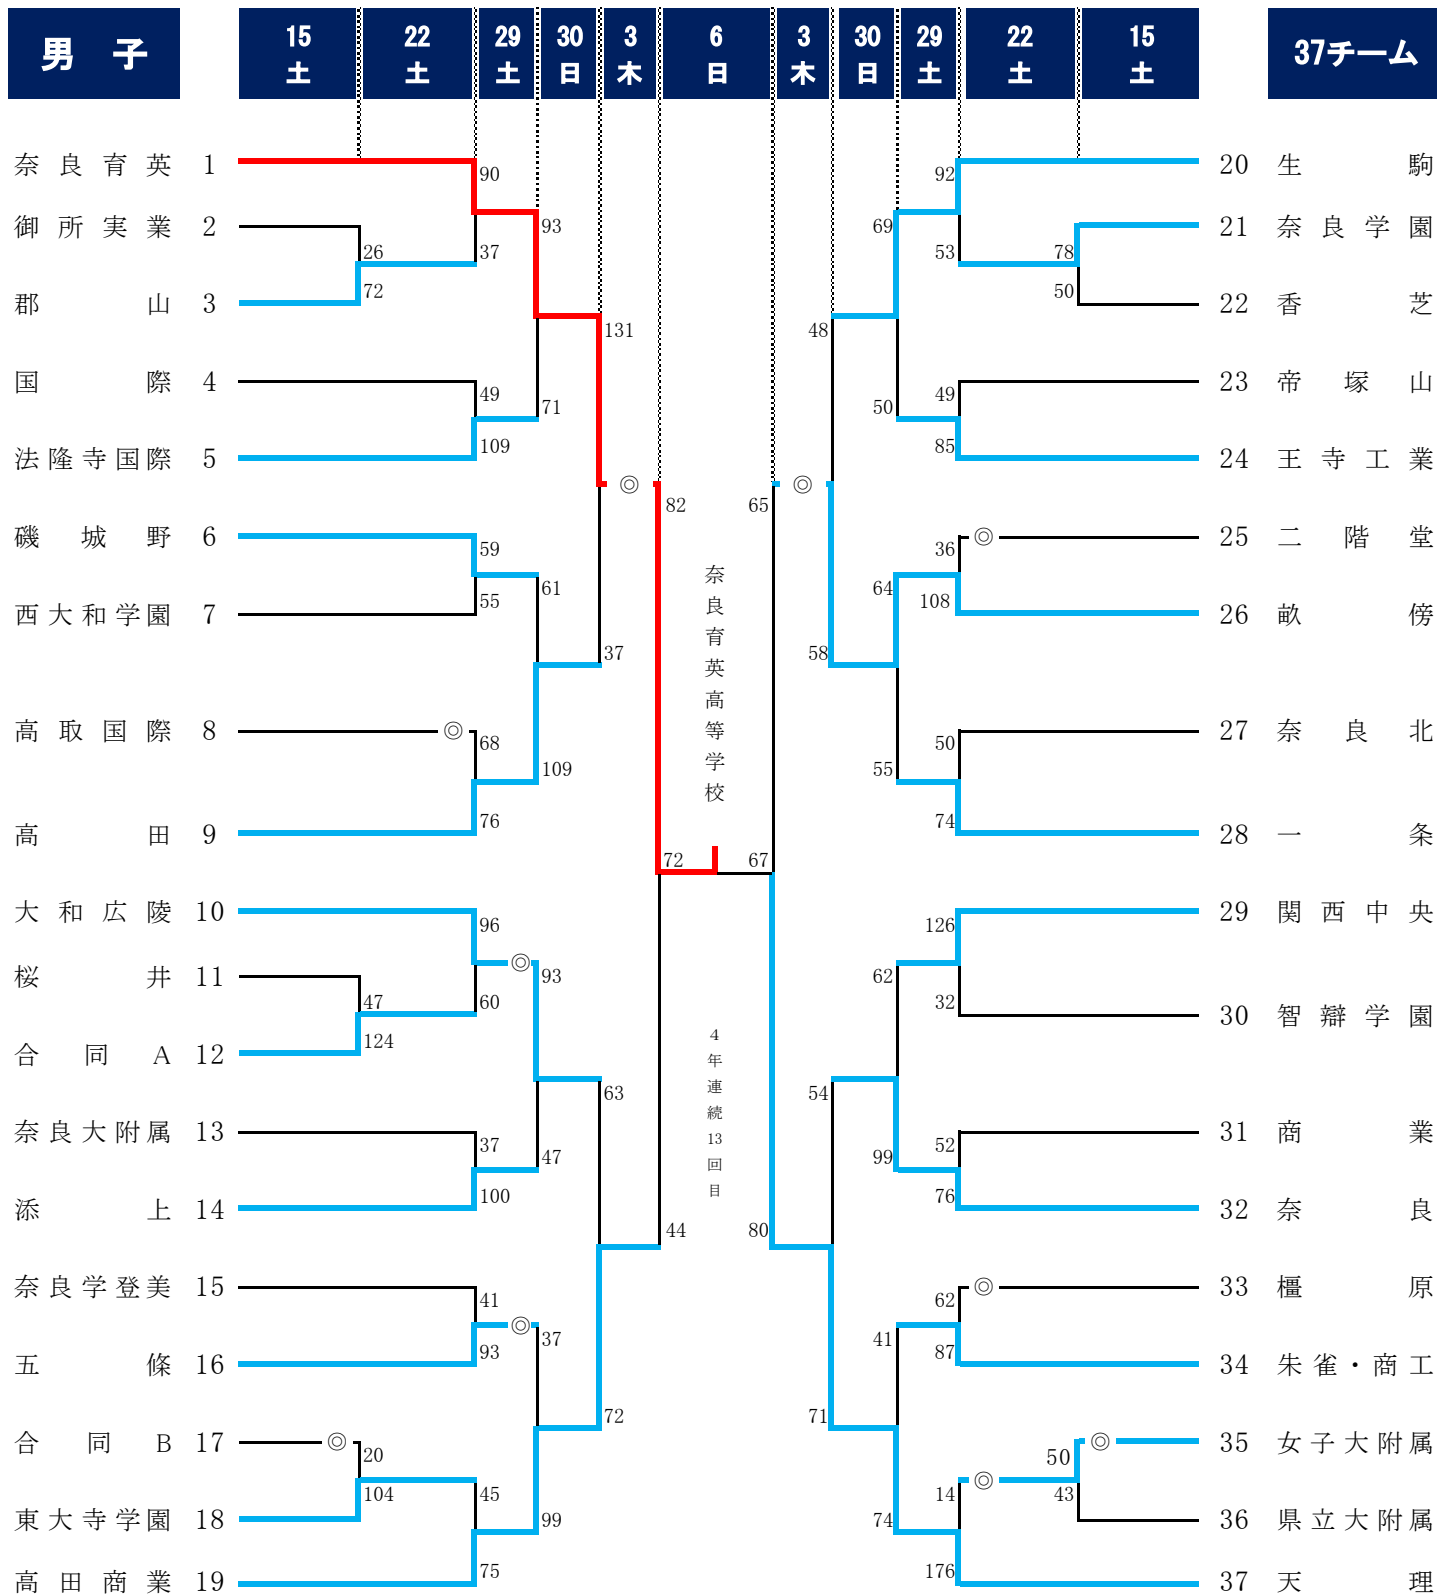 男 子
15 土
22 土
29 土
30 日
3 木
6 日
3 木
30 日
29 土
22 土
15 土
37チーム
奈良育英 1
御所実業 2
郡山 3
国際 4
法隆寺国際 5
磯城野 6
西大和学園 7
高取国際 8
高田 9
大和広陵 10
桜井 11
合同A 12
奈良大附属 13
添上 14
奈良学登美 15
五條 16
合同B 17
東大寺学園 18
高田商業 19
26
72
47
124
◎
20
104
90
37
49
109
59
55
◎
68
76
96
60
37
100
41
93
45
75
93
71
61
109
◎
93
47
◎
37
99
131
37
63
72
◎
82
44
72
67
奈良育英高等学校
4年連続13回目
65
80
◎
48
58
54
71
69
50
64
55
62
99
41
74
92
53
49
85
36
◎
108
50
74
126
32
52
76
62
◎
87
14
◎
176
78
50
50
◎
43
20 生駒
21 奈良学園
22 香芝
23 帝塚山
24 王寺工業
25 二階堂
26 畝傍
27 奈良北
28 一条
29 関西中央
30 智辯学園
31 商業
32 奈良
33 橿原
34 朱雀・商工
35 女子大附属
36 県立大附属
37 天理